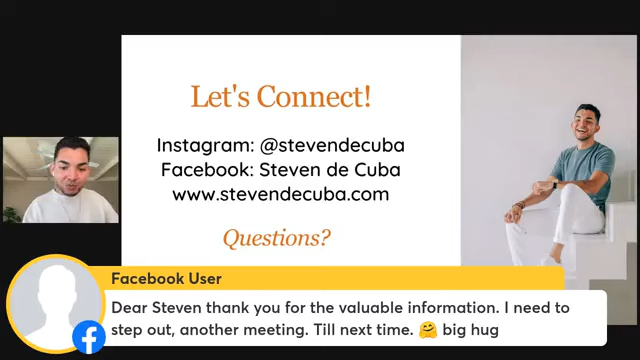 Let's Connect!
Instagram: @stevendecuba
Facebook: Steven de Cuba
www.stevendecuba.com
Questions?
Facebook User
Dear Steven thank you for the valuable information. I need to
step out, another meeting. Till next time. 🤗 big hug